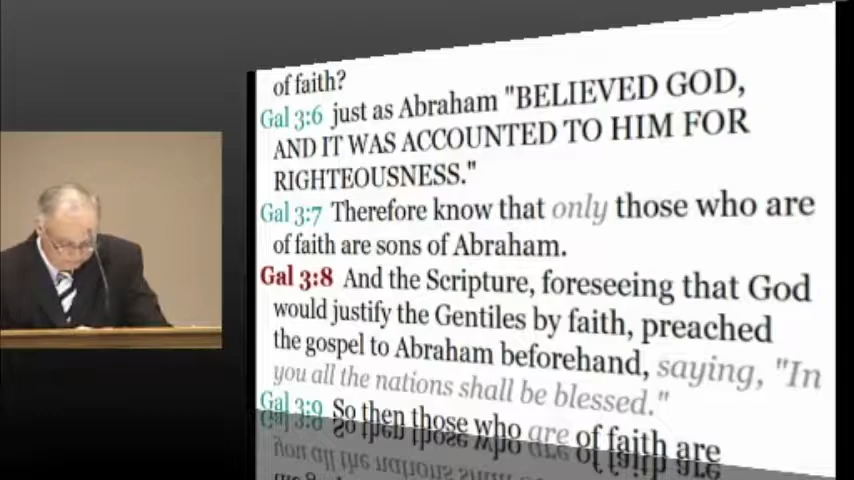 of faith?
Gal 3:6 just as Abraham "BELIEVED GOD,
AND IT WAS ACCOUNTED TO HIM FOR
RIGHTEOUSNESS."
Gal 3:7 Therefore know that only those who are
of faith are sons of Abraham.
Gal 3:8 And the Scripture, foreseeing that God
would justify the Gentiles by faith, preached
the gospel to Abraham beforehand, saying, "In
you all the nations shall be blessed."
Gal 3:9 So then those who are of faith are